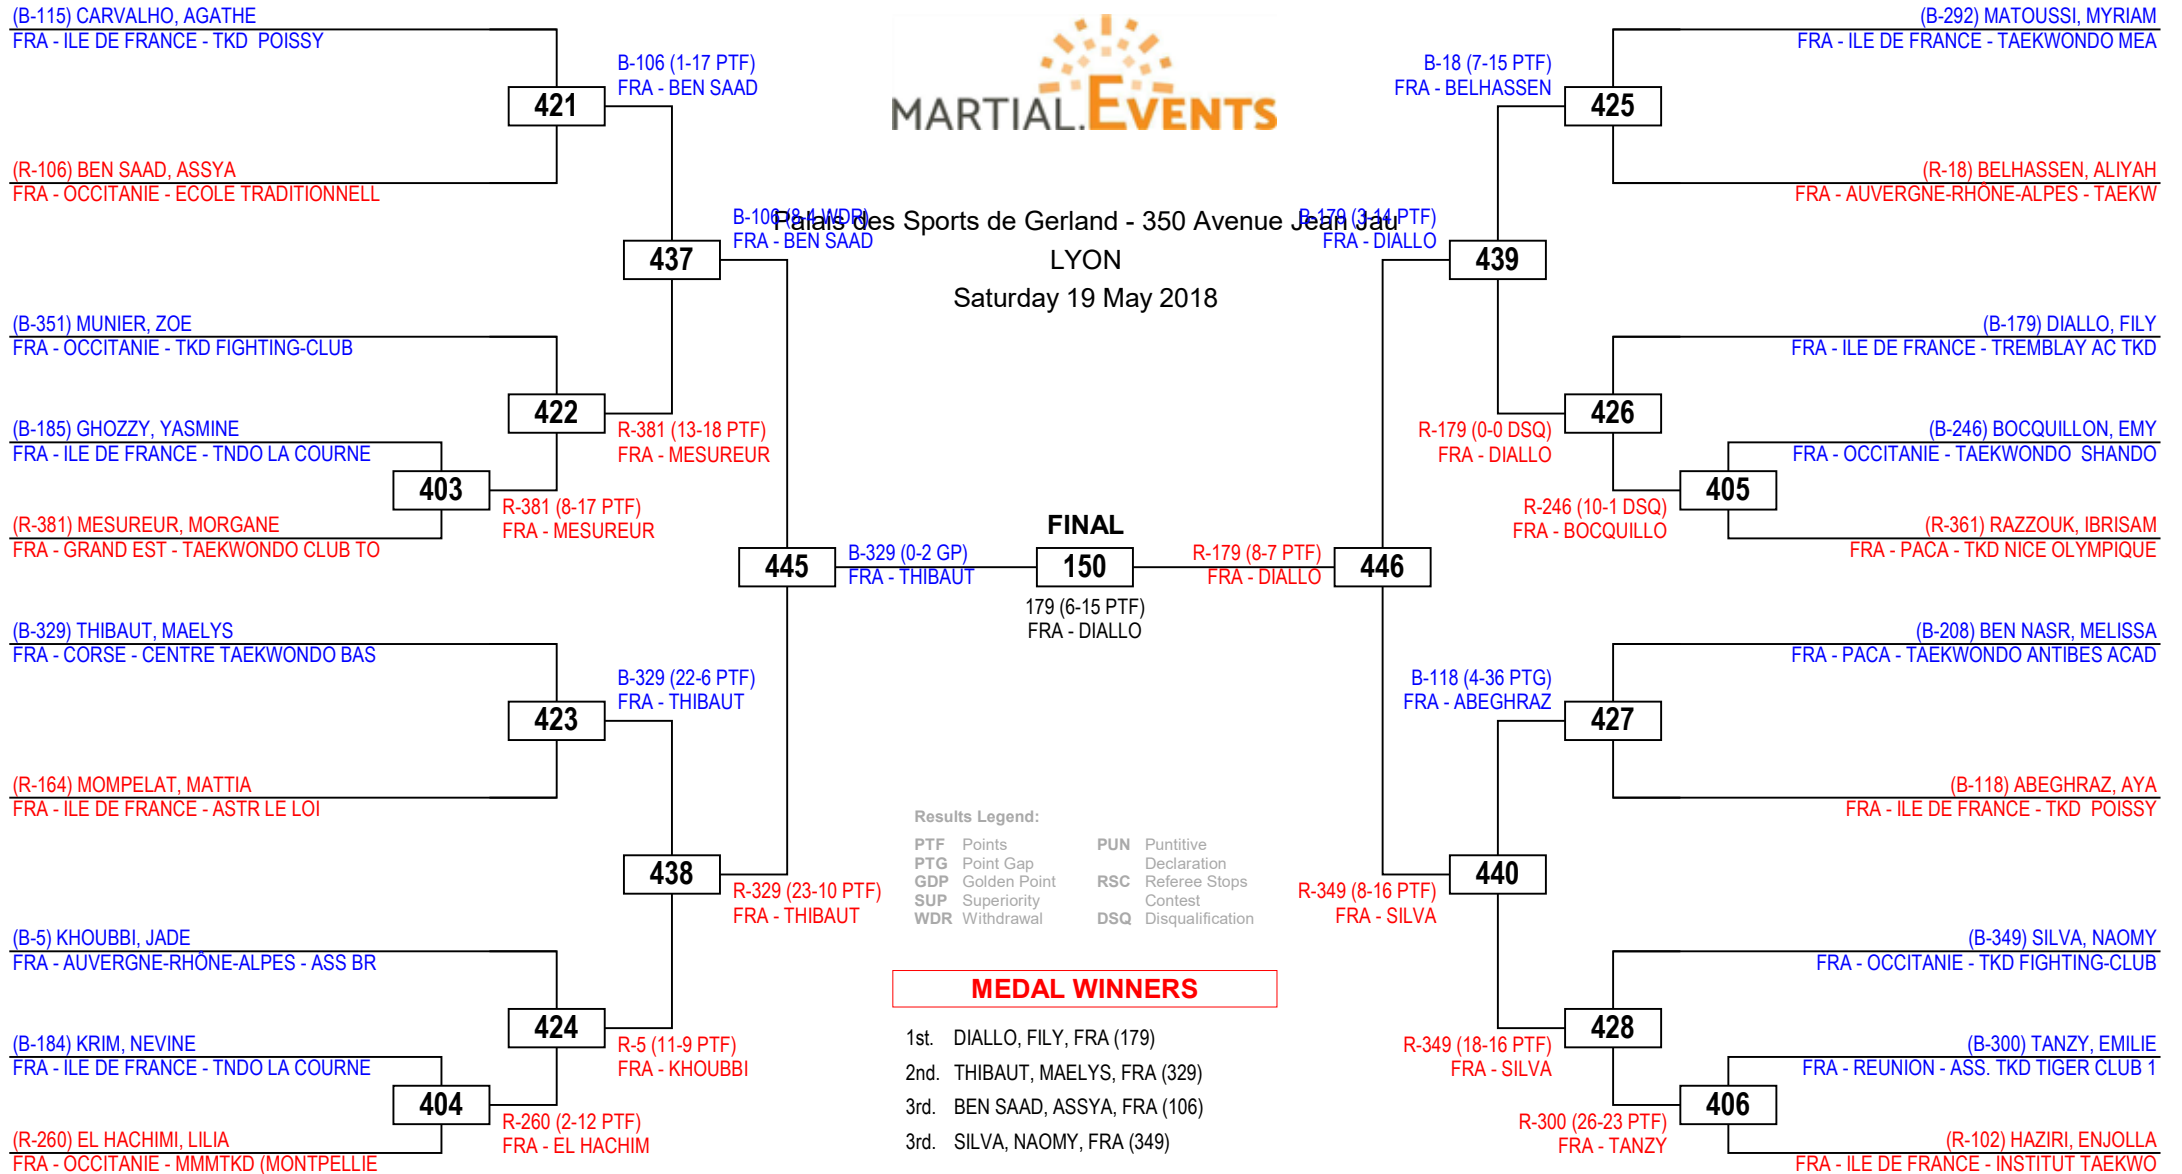 (B-115) CARVALHO, AGATHE
FRA - ILE DE FRANCE - TKD  POISSY
(R-106) BEN SAAD, ASSYA
FRA - OCCITANIE - ECOLE TRADITIONNELL
(B-351) MUNIER, ZOE
FRA - OCCITANIE - TKD FIGHTING-CLUB
(B-185) GHOZZY, YASMINE
FRA - ILE DE FRANCE - TNDO LA COURNE
(R-381) MESUREUR, MORGANE
FRA - GRAND EST - TAEKWONDO CLUB TO
(B-329) THIBAUT, MAELYS
FRA - CORSE - CENTRE TAEKWONDO BAS
(R-164) MOMPELAT, MATTIA
FRA - ILE DE FRANCE - ASTR LE LOI
(B-5) KHOUBBI, JADE
FRA - AUVERGNE-RHÔNE-ALPES - ASS BR
(B-184) KRIM, NEVINE
FRA - ILE DE FRANCE - TNDO LA COURNE
(R-260) EL HACHIMI, LILIA
FRA - OCCITANIE - MMMTKD (MONTPELLIE
403
R-381 (8-17 PTF)
FRA - MESUREUR
404
R-260 (2-12 PTF)
FRA - EL HACHIM
421
B-106 (1-17 PTF)
FRA - BEN SAAD
422
R-381 (13-18 PTF)
FRA - MESUREUR
423
B-329 (22-6 PTF)
FRA - THIBAUT
424
R-5 (11-9 PTF)
FRA - KHOUBBI
437
B-106 (8-4 WDR)
FRA - BEN SAAD
438
R-329 (23-10 PTF)
FRA - THIBAUT
445
B-329 (0-2 GP)
FRA - THIBAUT
MARTIAL.EVENTS
Palais des Sports de Gerland - 350 Avenue Jean Jau
LYON
Saturday 19 May 2018
FINAL
150
179 (6-15 PTF)
FRA - DIALLO
R-179 (8-7 PTF)
FRA - DIALLO
446
B-179 (3-14 PTF)
FRA - DIALLO
439
R-349 (8-16 PTF)
FRA - SILVA
440
B-18 (7-15 PTF)
FRA - BELHASSEN
425
R-179 (0-0 DSQ)
FRA - DIALLO
426
B-118 (4-36 PTG)
FRA - ABEGHRAZ
427
R-349 (18-16 PTF)
FRA - SILVA
428
R-246 (10-1 DSQ)
FRA - BOCQUILLO
405
R-300 (26-23 PTF)
FRA - TANZY
406
(B-292) MATOUSSI, MYRIAM
FRA - ILE DE FRANCE - TAEKWONDO MEA
(R-18) BELHASSEN, ALIYAH
FRA - AUVERGNE-RHÔNE-ALPES - TAEKW
(B-179) DIALLO, FILY
FRA - ILE DE FRANCE - TREMBLAY AC TKD
(B-246) BOCQUILLON, EMY
FRA - OCCITANIE - TAEKWONDO  SHANDO
(R-361) RAZZOUK, IBRISAM
FRA - PACA - TKD NICE OLYMPIQUE
(B-208) BEN NASR, MELISSA
FRA - PACA - TAEKWONDO ANTIBES ACAD
(B-118) ABEGHRAZ, AYA
FRA - ILE DE FRANCE - TKD  POISSY
(B-349) SILVA, NAOMY
FRA - OCCITANIE - TKD FIGHTING-CLUB
(B-300) TANZY, EMILIE
FRA - REUNION - ASS. TKD TIGER CLUB 1
(R-102) HAZIRI, ENJOLLA
FRA - ILE DE FRANCE - INSTITUT TAEKWO
Results Legend:
PTF Points
PTG Point Gap
GDP Golden Point
SUP Superiority
WDR Withdrawal
PUN Puntitive
Declaration
RSC Referee Stops
Contest
DSQ Disqualification
MEDAL WINNERS
1st. DIALLO, FILY, FRA (179)
2nd. THIBAUT, MAELYS, FRA (329)
3rd. BEN SAAD, ASSYA, FRA (106)
3rd. SILVA, NAOMY, FRA (349)